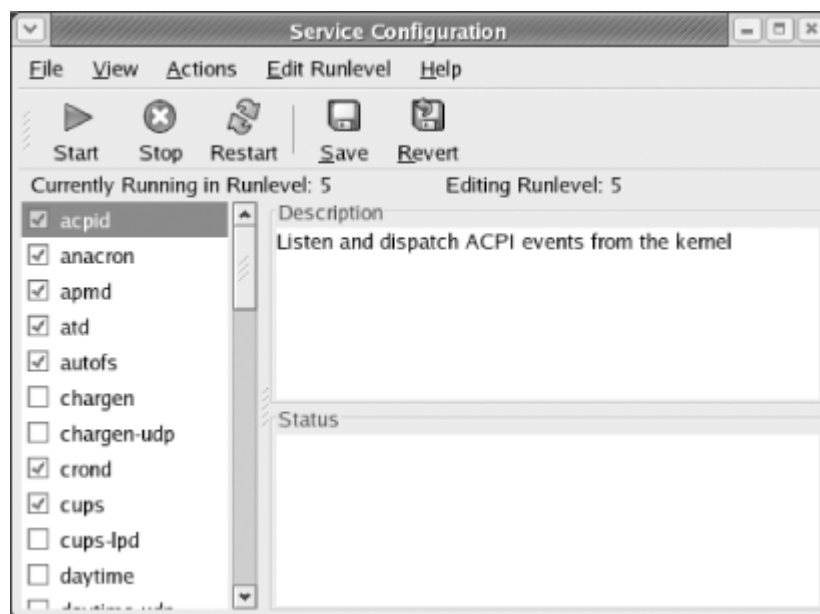 Service Configuration
File View Actions Edit Runlevel Help
Start Stop Restart Save Revert
Currently Running in Runlevel: 5 Editing Runlevel: 5
acpid
anacron
apmd
atd
autofs
chargen
chargen-udp
crond
cups
cups-lpd
daytime
Description
Listen and dispatch ACPI events from the kernel
Status